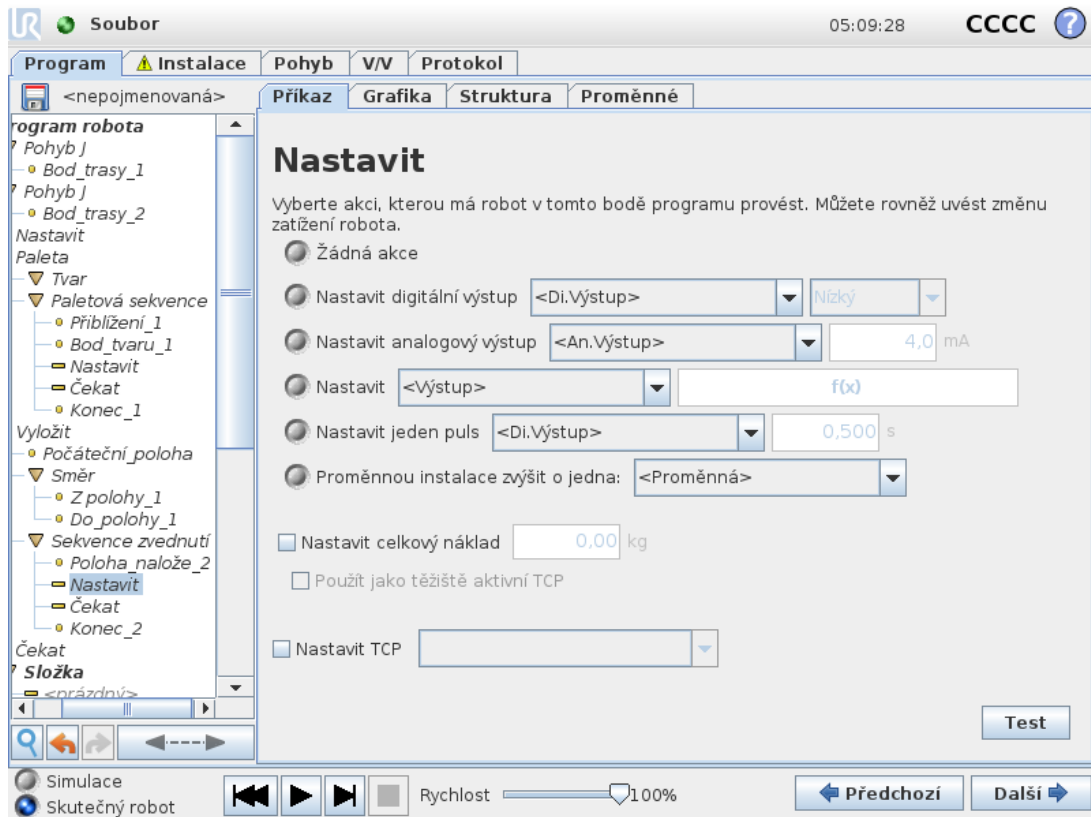 UR Soubor 05:09:28 CCCC ?
Program Instalace Pohyb V/V Protokol
<nepojmenovaná> Příkaz Grafika Struktura Proměnné
rogram robota
Pohyb J
Bod_trasy_1
Pohyb J
Bod_trasy_2
Nastavit
Paleta
Tvar
Paletová sekvence
Přiblížení_1
Bod_tvaru_1
Nastavit
Čekat
Konec_1
Vyložit
Počáteční_poloha
Směr
Z polohy_1
Do_polohy_1
Sekvence zvednutí
Poloha_nalože_2
Nastavit
Čekat
Konec_2
Čekat
Složka
<prázdný>
Nastavit
Vyberte akci, kterou má robot v tomto bodě programu provést. Můžete rovněž uvést změnu
zatížení robota.
Žádná akce
Nastavit digitální výstup <Di.Výstup> Nízký
Nastavit analogový výstup <An.Výstup> 4,0 mA
Nastavit <Výstup> f(x)
Nastavit jeden puls <Di.Výstup> 0,500 s
Proměnnou instalace zvýšit o jedna: <Proměnná>
Nastavit celkový náklad 0,00 kg
Použít jako těžiště aktivní TCP
Nastavit TCP
Test
Simulace
Skutečný robot
Rychlost 100%
Předchozí Další